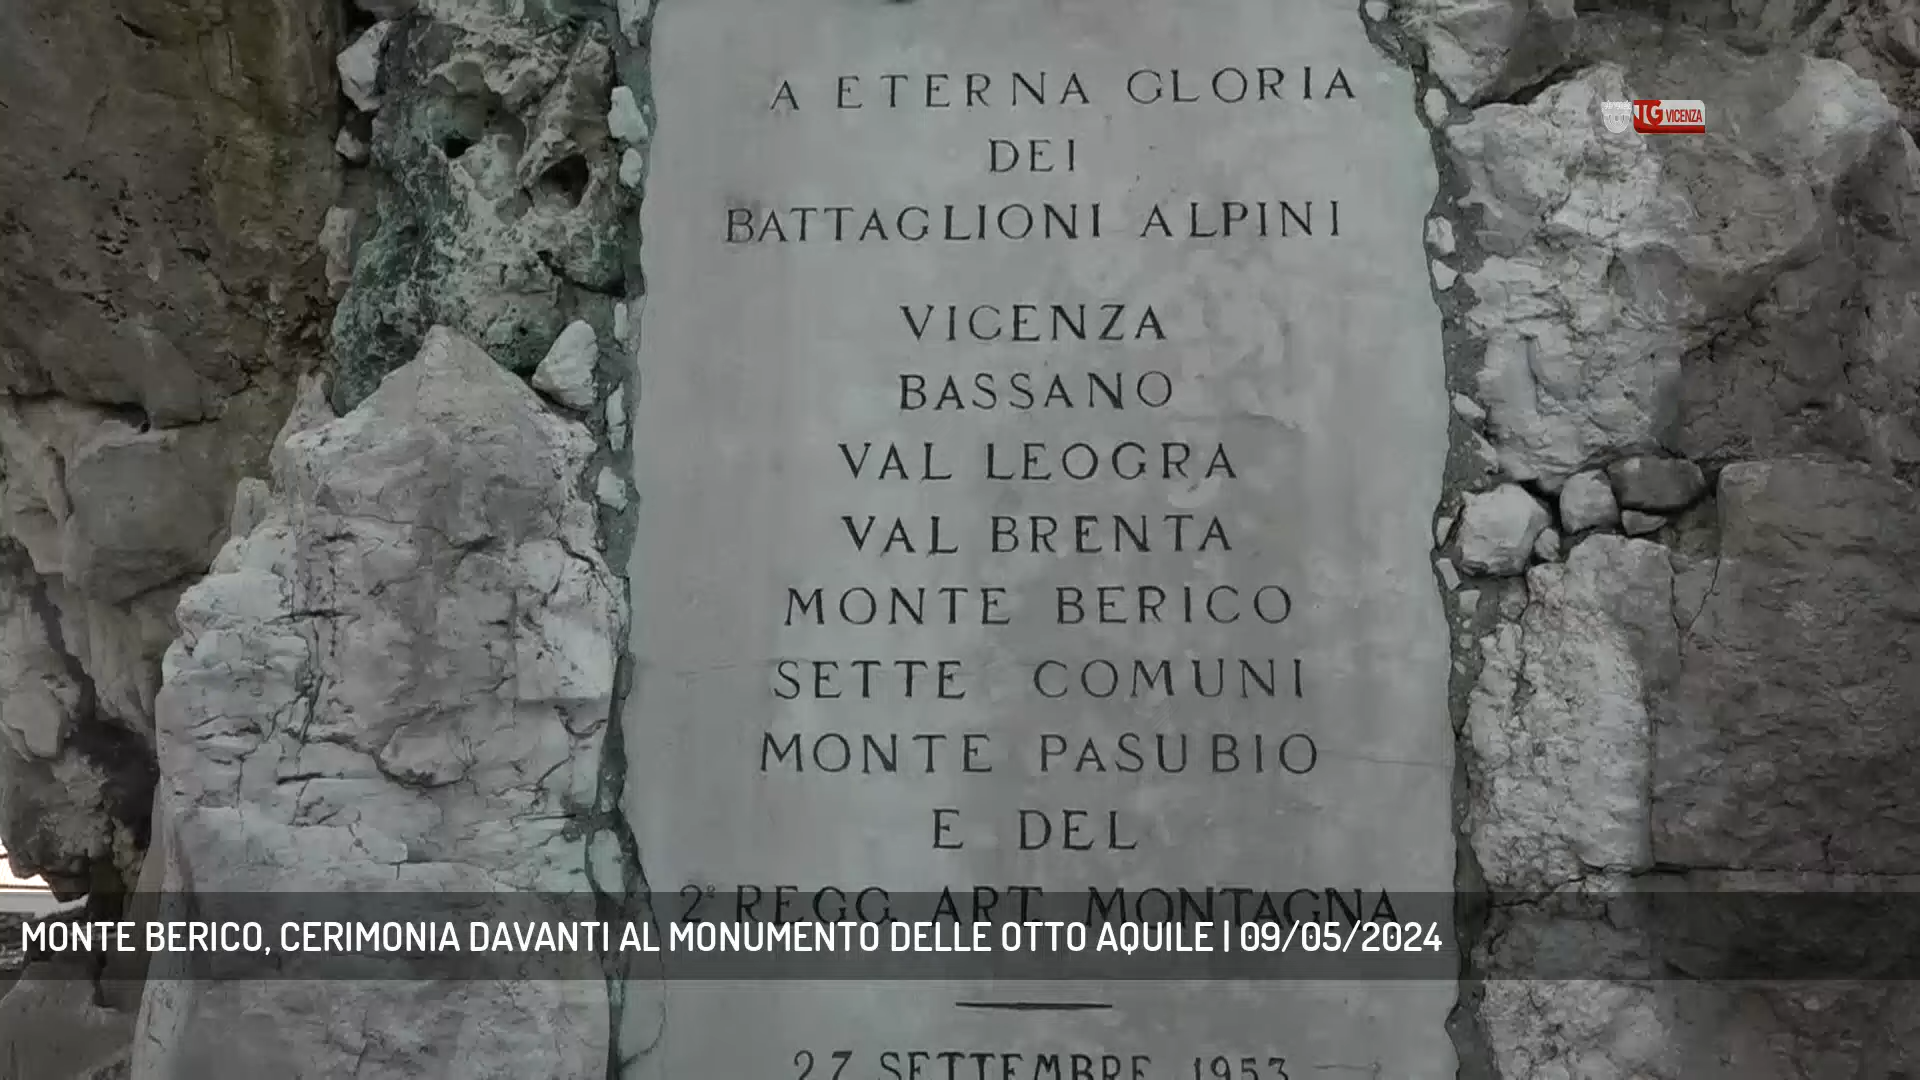 A ETERNA GLORIA
DEI
BATTAGLIONI ALPINI
VICENZA
BASSANO
VAL LEOGRA
VAL BRENTA
MONTE BERICO
SETTE COMUNI
MONTE PASUBIO
E DEL
2° REGG. ART. MONTAGNA
27 SETTEMBRE 1953
TG VICENZA
MONTE BERICO, CERIMONIA DAVANTI AL MONUMENTO DELLE OTTO AQUILE | 09/05/2024